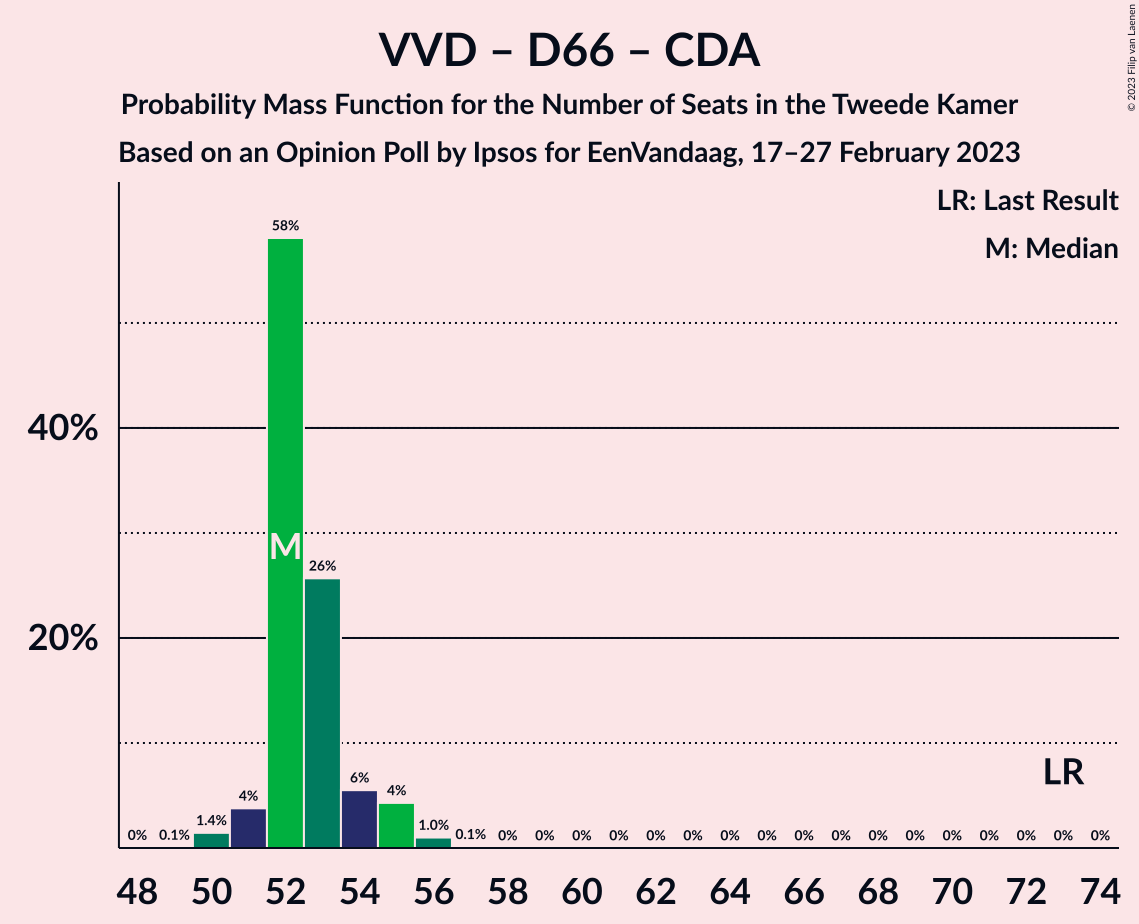 VVD – D66 – CDA
Probability Mass Function for the Number of Seats in the Tweede Kamer
Based on an Opinion Poll by Ipsos for EenVandaag, 17–27 February 2023
© 2023 Filip van Laenen
LR: Last Result
M: Median
58%
40%
M
26%
20%
LR
6%
4%
4%
1.4%
1.0%
0% 0.1% 0.1% 0% 0% 0% 0% 0% 0% 0% 0% 0% 0% 0% 0% 0% 0% 0% 0% 0%
48 50 52 54 56 58 60 62 64 66 68 70 72 74